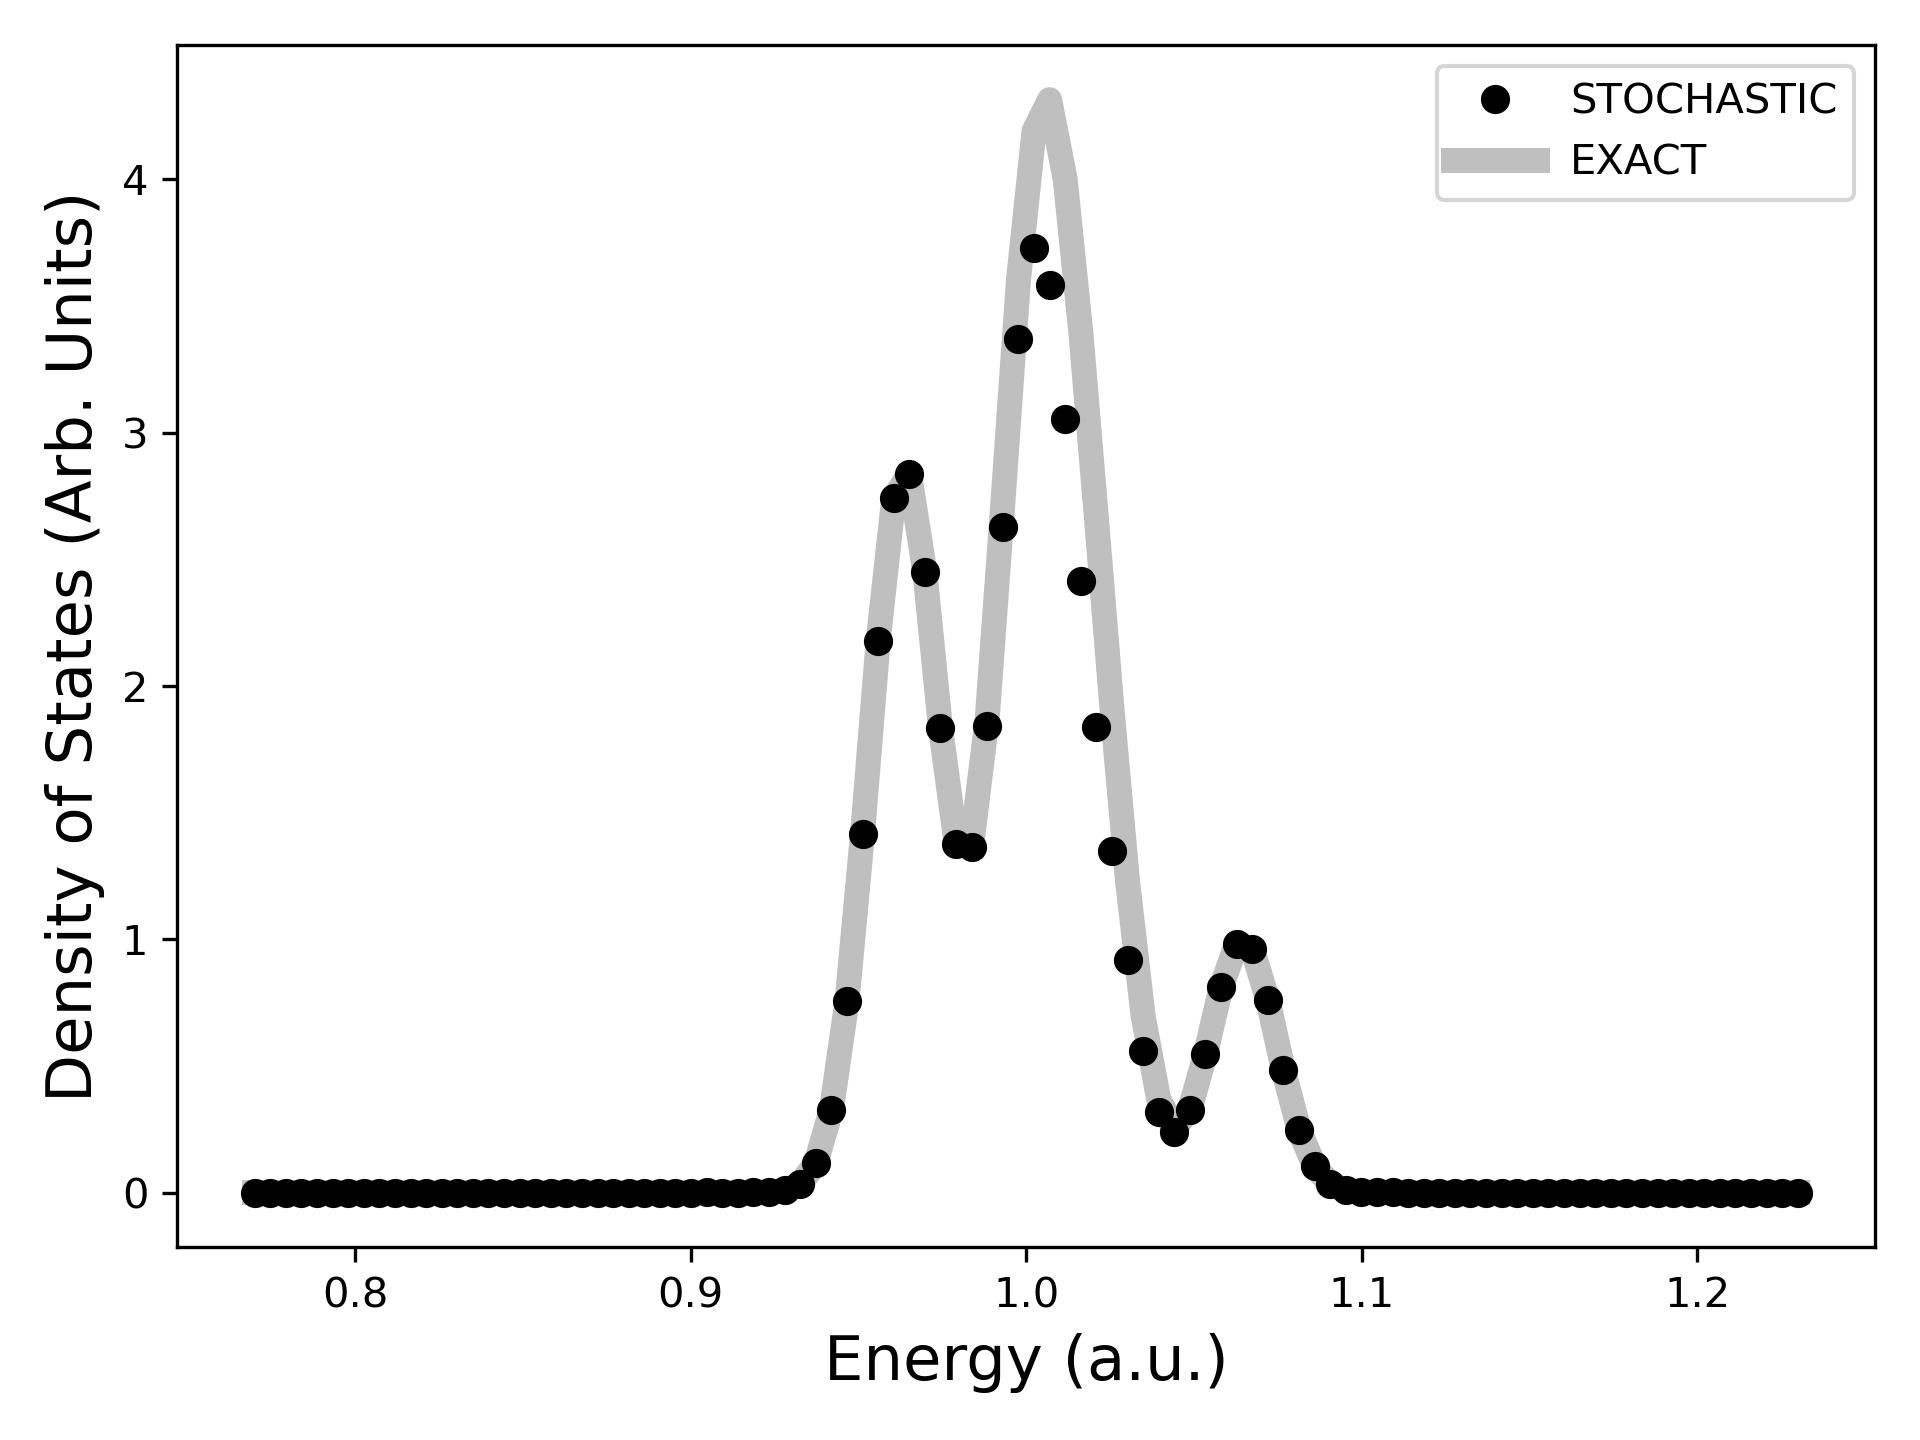 STOCHASTIC
EXACT
Density of States (Arb. Units)
4
3
2
1
0
0.8 0.9 1.0 1.1 1.2
Energy (a.u.)